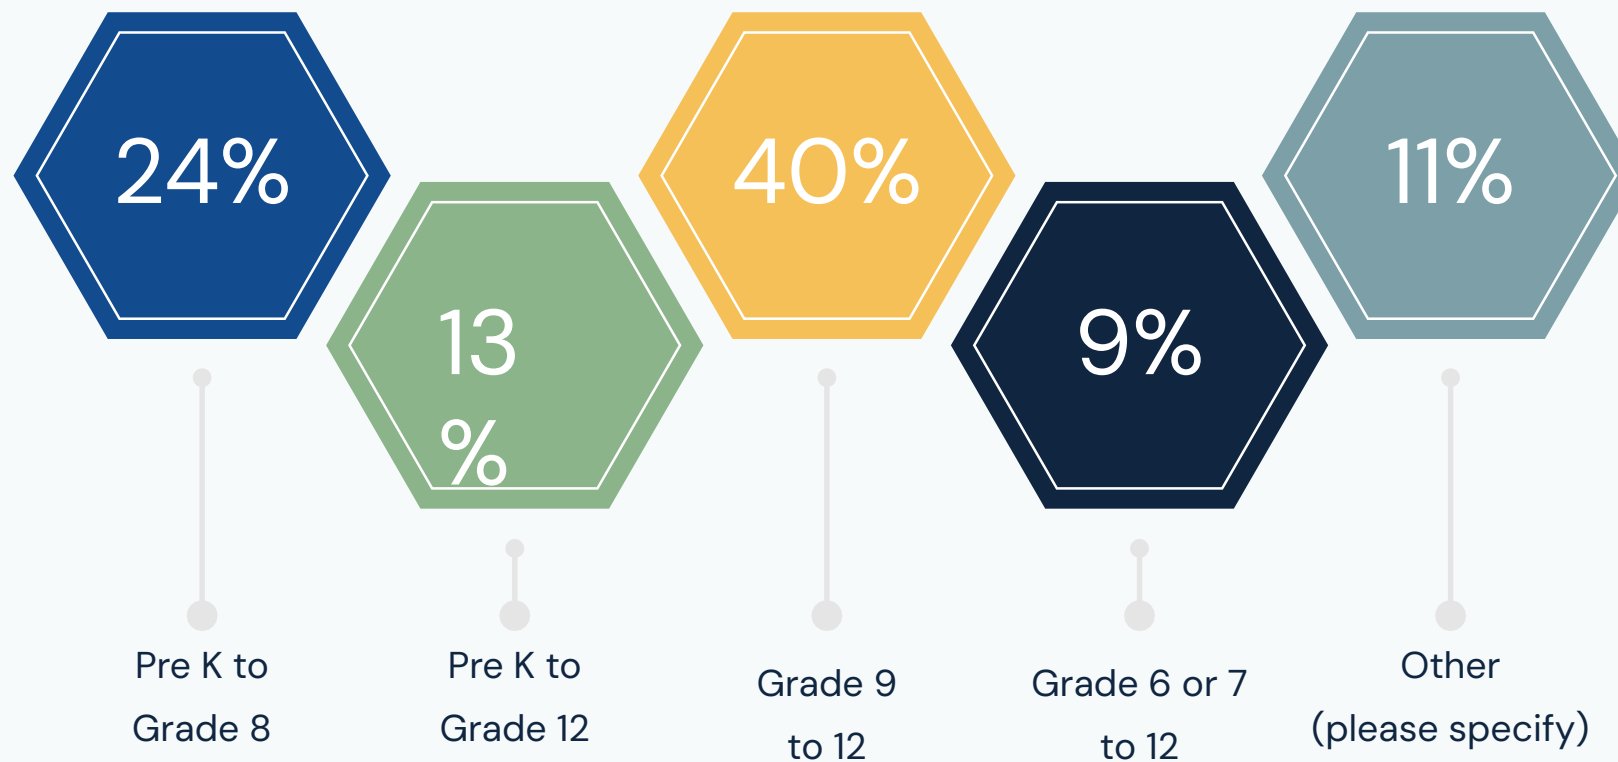 24%
13
%
40%
9%
11%
Pre K to
Grade 8
Pre K to
Grade 12
Grade 9
to 12
Grade 6 or 7
to 12
Other
(please specify)